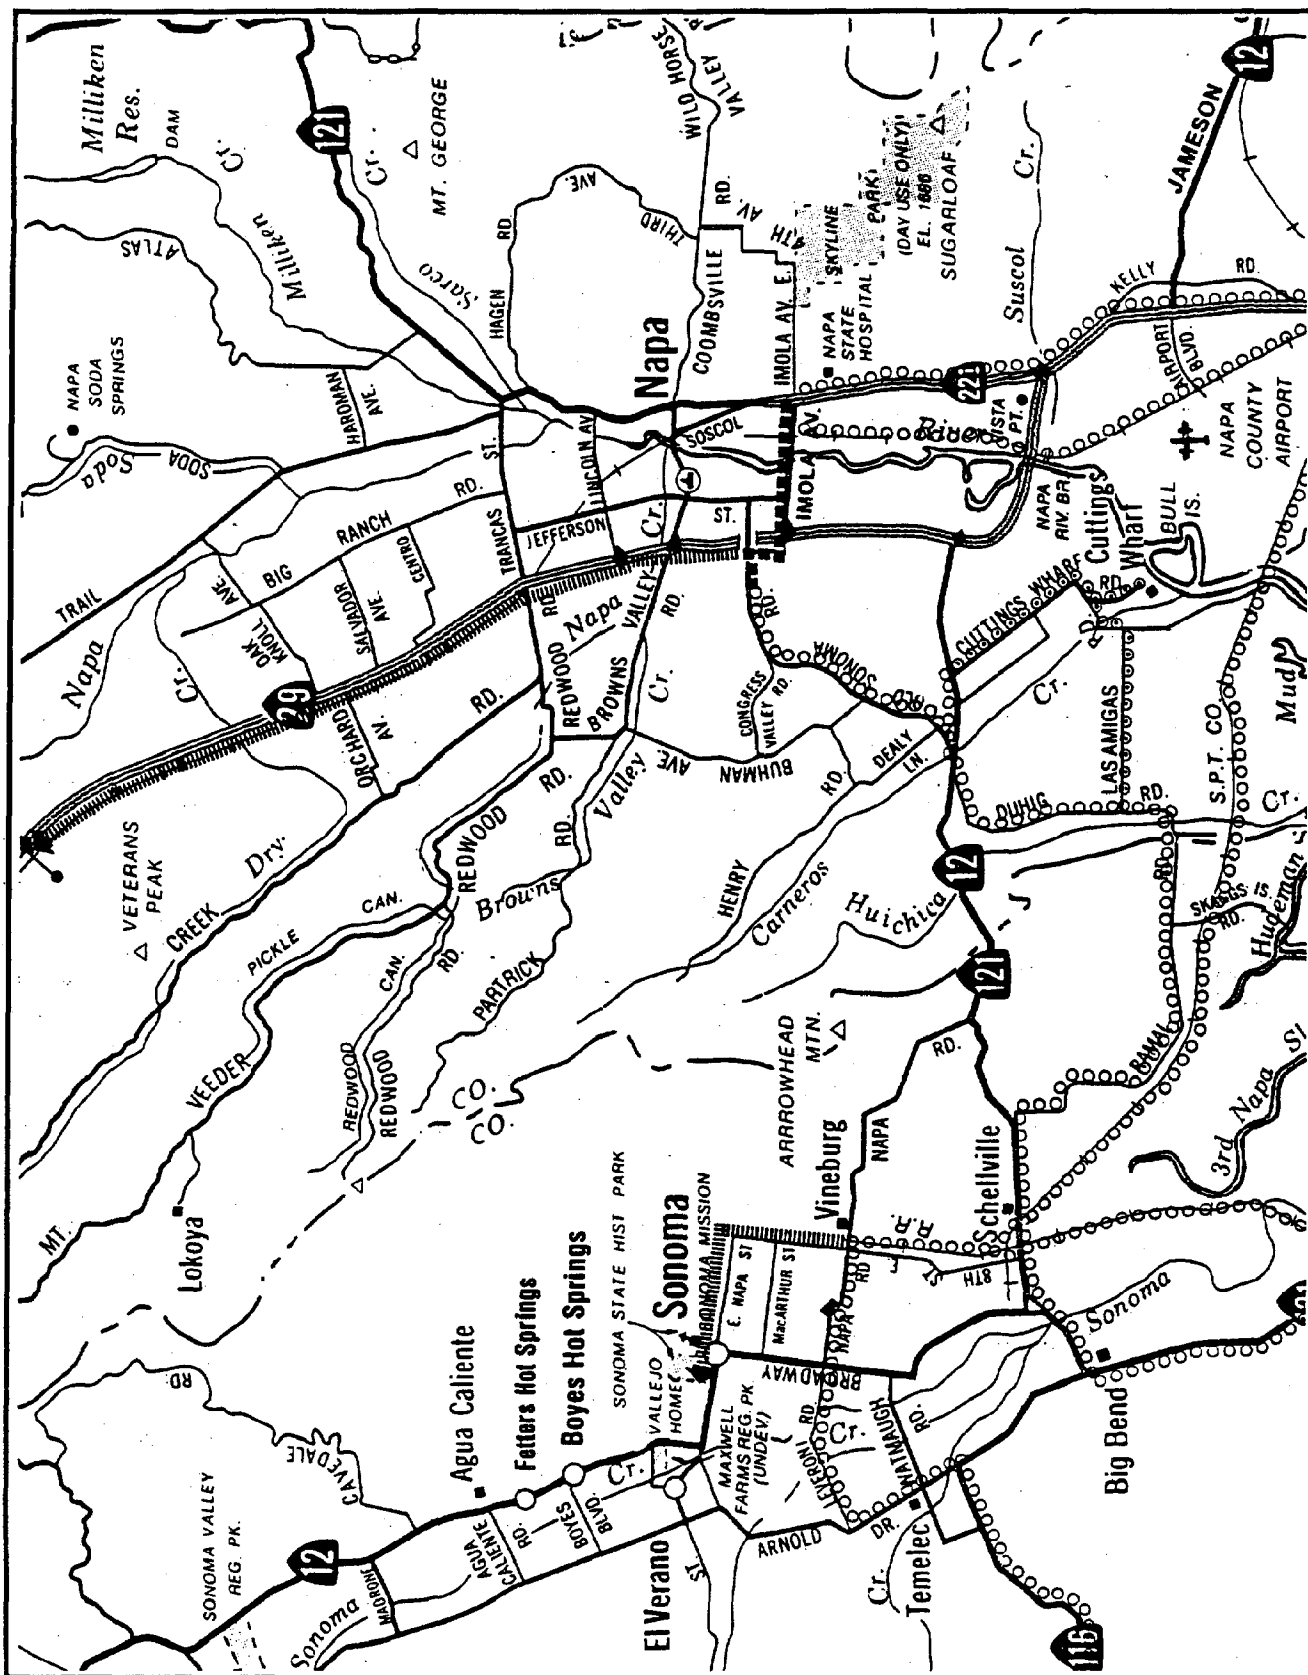 Milliken
Res.
DAM
121
Cr.
Cr.
MT. GEORGE
ATLAS
Milliken
Sarco
NAPA
SODA
SPRINGS
Soda
SODA
HARDMAN
AVE.
HAGEN
RD
AVE.
THIRD
WILD HORSE
VALLEY
RD.
COOMBSVILLE
4TH
AV.
IMOLA AV. E.
NAPA
STATE
HOSPITAL
SKYLINE
PARK
(DAY USE ONLY)
EL. 1680
SUGARLOAF
Suscol
Cr.
JAMESON
12
KELLY
RD.
AIRPORT
BLVD.
NAPA
COUNTY
AIRPORT
221
VISTA
PT.
River
Napa
SOSCOL
IMOLA
AV.
ST.
LINCOLN AV.
JEFFERSON
ST.
TRANCAS
RD.
RANCH
BIG
CENTRO
SALVADOR
AVE.
OAK
KNOLL
AVE.
TRAIL
Napa
Cr.
29
ORCHARD
AV.
RD.
REDWOOD
RD.
Napa
Cr.
BROWNS
VALLEY
RD.
Cr.
NAPA
RIV. BR.
Cuttings
Wharf
BULL
IS.
CUTTINGS WHARF
RD.
RD.
OLD
SONOMA
RD.
CONGRESS
VALLEY RD.
BUHMAN
AVE
DEALY
LN.
HENRY
RD.
Carneros
Cr.
Huichica
Cr.
LAS AMIGAS
RD.
DUHIG
RD.
S.P.T. CO.
Mud
SKAGGS IS.
RD.
Hudeman
12
121
VETERANS
PEAK
CREEK
Dry
PICKLE
CAN.
REDWOOD
RD.
Browns
Valley
RD.
PARTRICK
CAN.
RD.
REDWOOD
REDWOOD
VEEDER
MT.
Lokoya
CO.
CO.
ARRROWHEAD
MTN.
RD.
NAPA
RAMAL
3rd
Napa
Sl
Vineburg
Schellville
R.R.
8TH
ST
E.
Sonoma
SONOMA MISSION
SONOMA STATE HIST PARK
VALLEJO
HOME
E. NAPA ST
MacARTHUR ST
RD
NAPA
BROADWAY
Sonoma
Big Bend
Boyes Hot Springs
Fetters Hot Springs
Agua Caliente
CAVEDALE
RD
SONOMA VALLEY
REG. PK.
12
MADRONE
Sonoma
Cr.
AGUA
CALIENTE
RD.
BOYES
BLVD.
El Verano
ST.
MAXWELL
FARMS REG. PK.
(UNDEV.)
LEVERONI
RD.
Cr.
WATMAUGH
RD.
ARNOLD
DR.
Temelec
Cr.
116